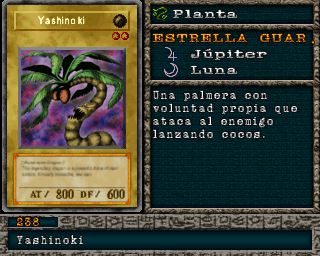 Yashinoki
AT/ 800 DF/ 600
Planta
ESTRELLA GUAR.
Júpiter
Luna
Una palmera con
voluntad propia que
ataca al enemigo
lanzando cocos.
238
Yashinoki